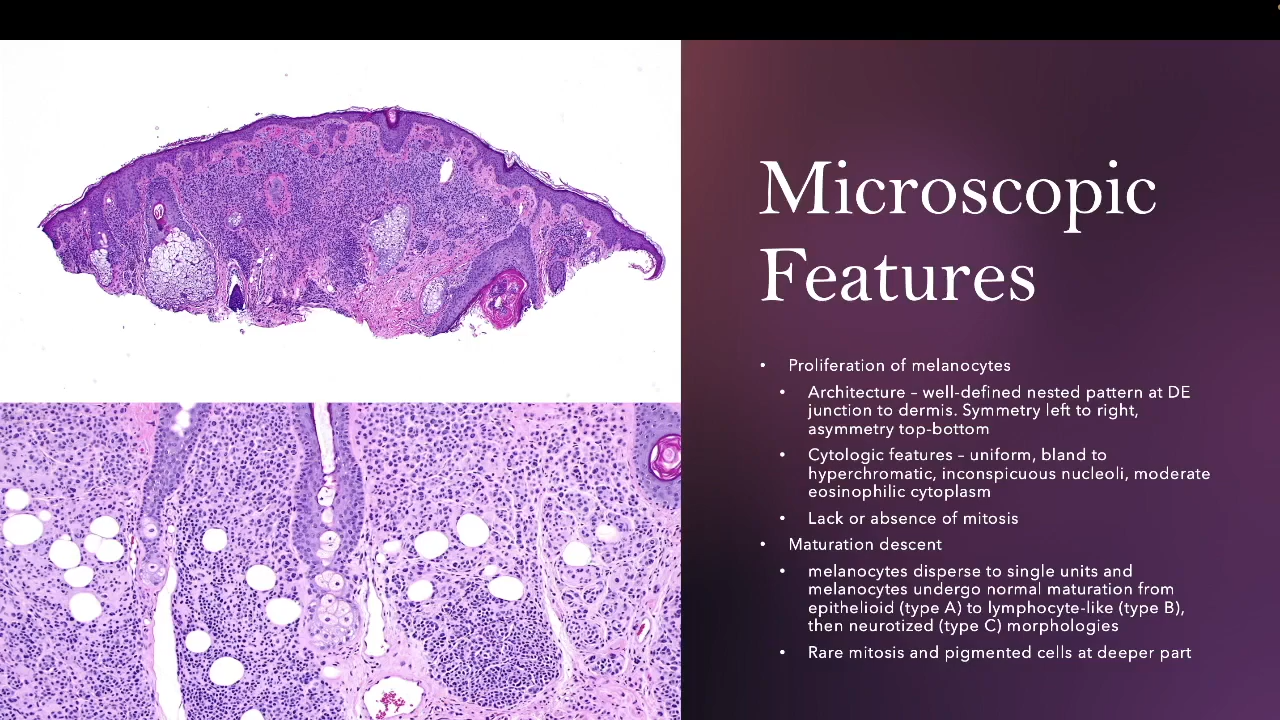 Microscopic
Features
• Proliferation of melanocytes
• Architecture – well-defined nested pattern at DE
junction to dermis. Symmetry left to right,
asymmetry top-bottom
• Cytologic features – uniform, bland to
hyperchromatic, inconspicuous nucleoli, moderate
eosinophilic cytoplasm
• Lack or absence of mitosis
• Maturation descent
• melanocytes disperse to single units and
melanocytes undergo normal maturation from
epithelioid (type A) to lymphocyte-like (type B),
then neurotized (type C) morphologies
• Rare mitosis and pigmented cells at deeper part